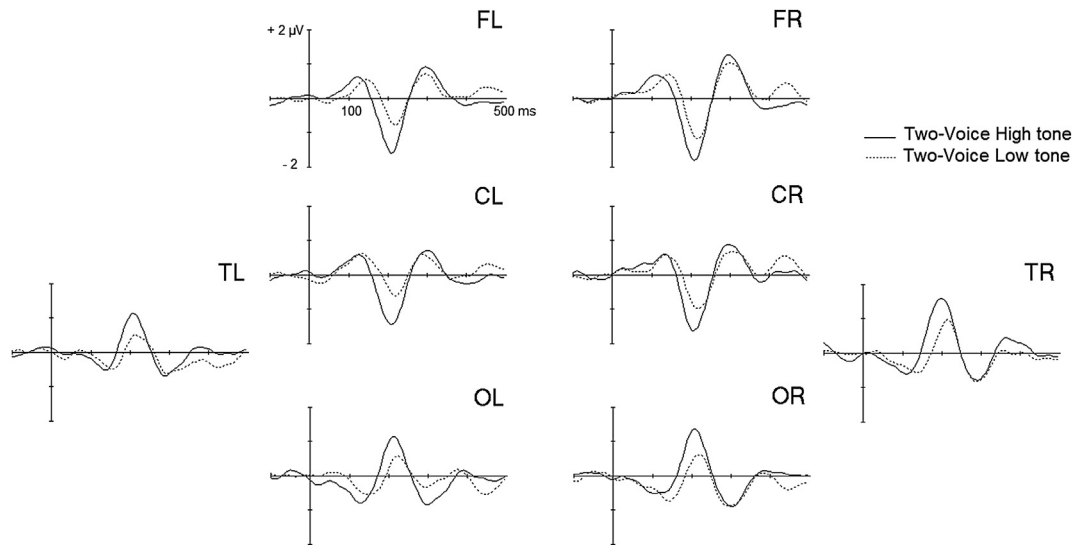 FL
FR
+ 2 µV
100
500 ms
- 2
Two-Voice High tone
Two-Voice Low tone
CL
CR
TL
TR
OL
OR